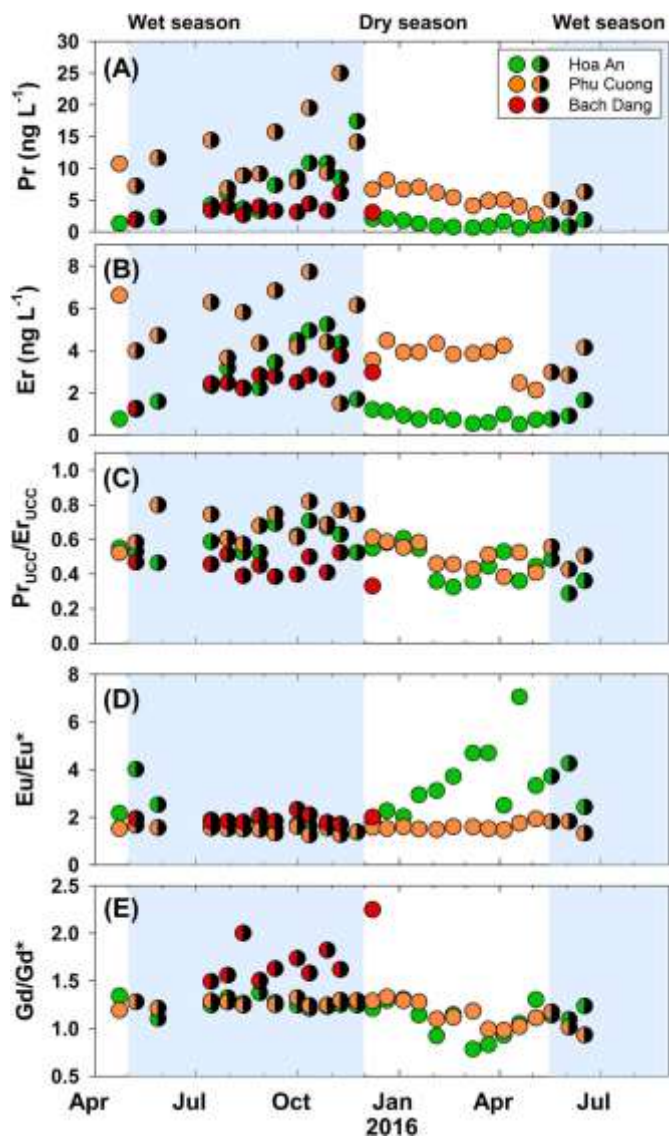 Wet season Dry season Wet season
30
(A)
Hoa An
Phu Cuong
Bach Dang
25
20
15
10
5
0
Pr (ng L⁻¹)
(B)
8
6
4
2
0
Er (ng L⁻¹)
(C)
1.0
0.8
0.6
0.4
0.2
0.0
Pr_UCC/Er_UCC
(D)
8
6
4
2
0
Eu/Eu*
(E)
2.5
2.0
1.5
1.0
0.5
Gd/Gd*
Apr Jul Oct Jan Apr Jul
2016